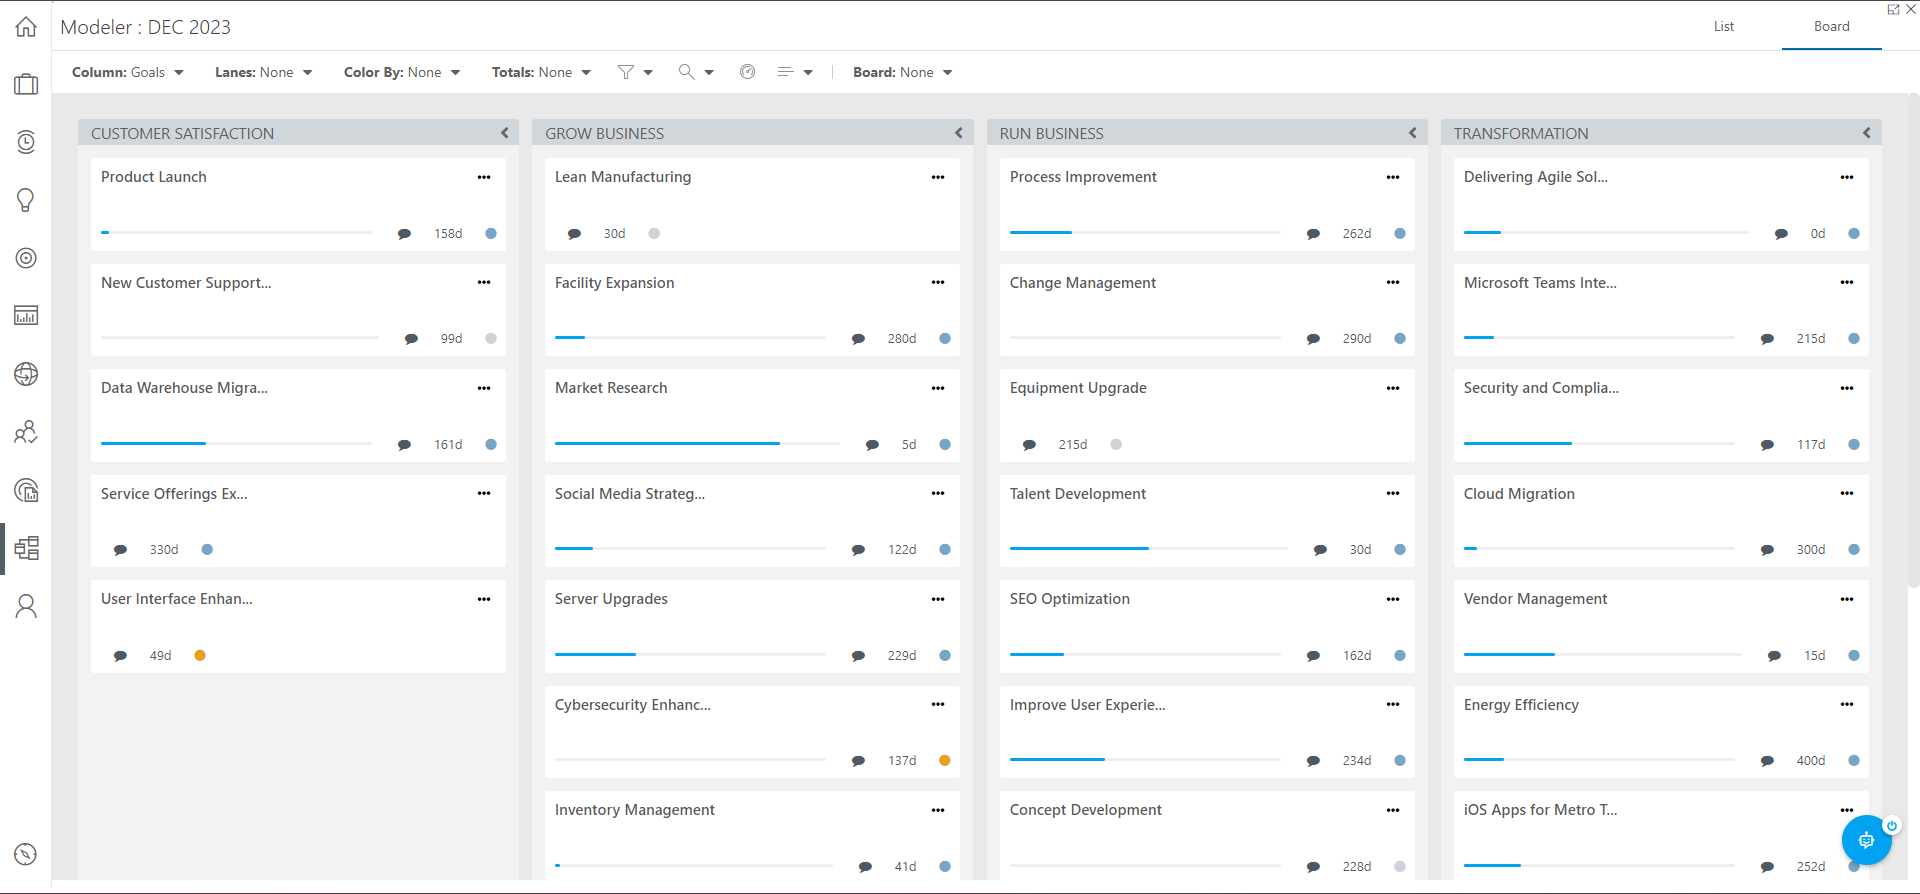 Modeler : DEC 2023
List
Board
Column: Goals
Lanes: None
Color By: None
Totals: None
Board: None
CUSTOMER SATISFACTION
Product Launch
158d
New Customer Support...
99d
Data Warehouse Migra...
161d
Service Offerings Ex...
330d
User Interface Enhan...
49d
GROW BUSINESS
Lean Manufacturing
30d
Facility Expansion
280d
Market Research
5d
Social Media Strateg...
122d
Server Upgrades
229d
Cybersecurity Enhanc...
137d
Inventory Management
41d
RUN BUSINESS
Process Improvement
262d
Change Management
290d
Equipment Upgrade
215d
Talent Development
30d
SEO Optimization
162d
Improve User Experie...
234d
Concept Development
228d
TRANSFORMATION
Delivering Agile Sol...
0d
Microsoft Teams Inte...
215d
Security and Complia...
117d
Cloud Migration
300d
Vendor Management
15d
Energy Efficiency
400d
iOS Apps for Metro T...
252d